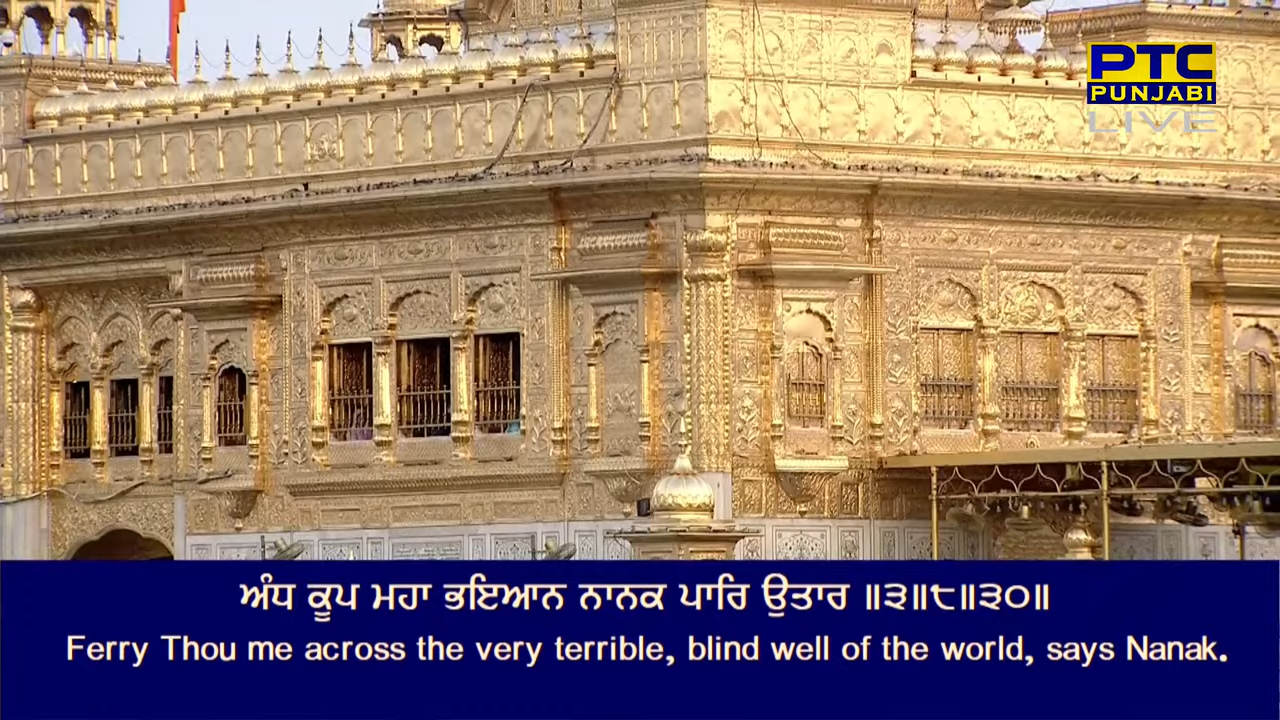 PTC
PUNJABI
LIVE
ਅੰਧ ਕੂਪ ਮਹਾ ਭਇਆਨ ਨਾਨਕ ਪਾਰਿ ਉਤਾਰ ॥੩॥੮॥੩੦॥
Ferry Thou me across the very terrible, blind well of the world, says Nanak.